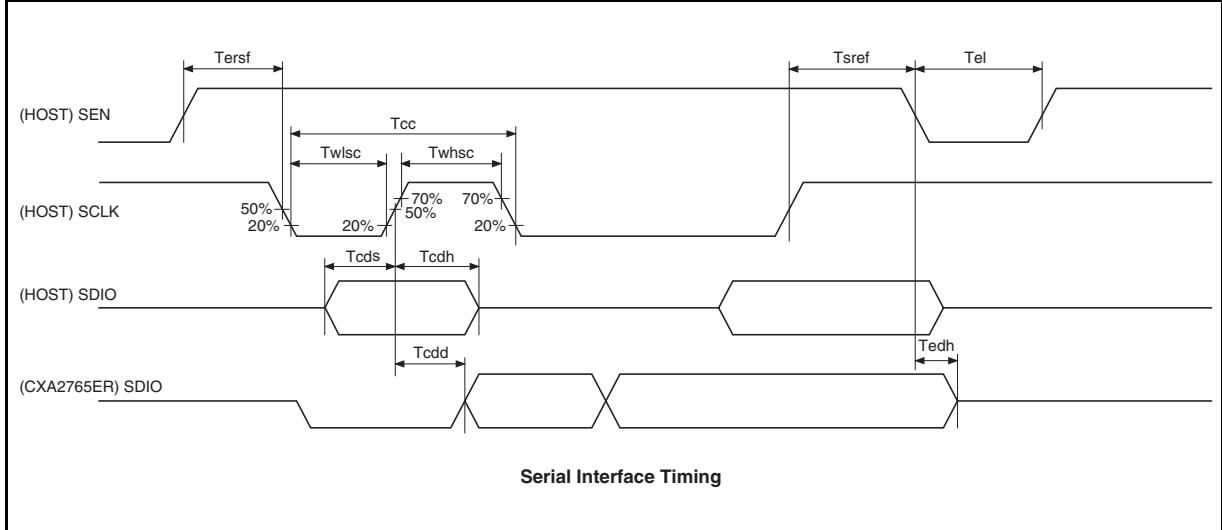 Tersf
Tsref
Tel
(HOST) SEN
Tcc
Twlsc
Twhsc
70%
70%
(HOST) SCLK
50%
50%
20%
20%
20%
Tcds
Tcdh
(HOST) SDIO
Tcdd
Tedh
(CXA2765ER) SDIO
Serial Interface Timing